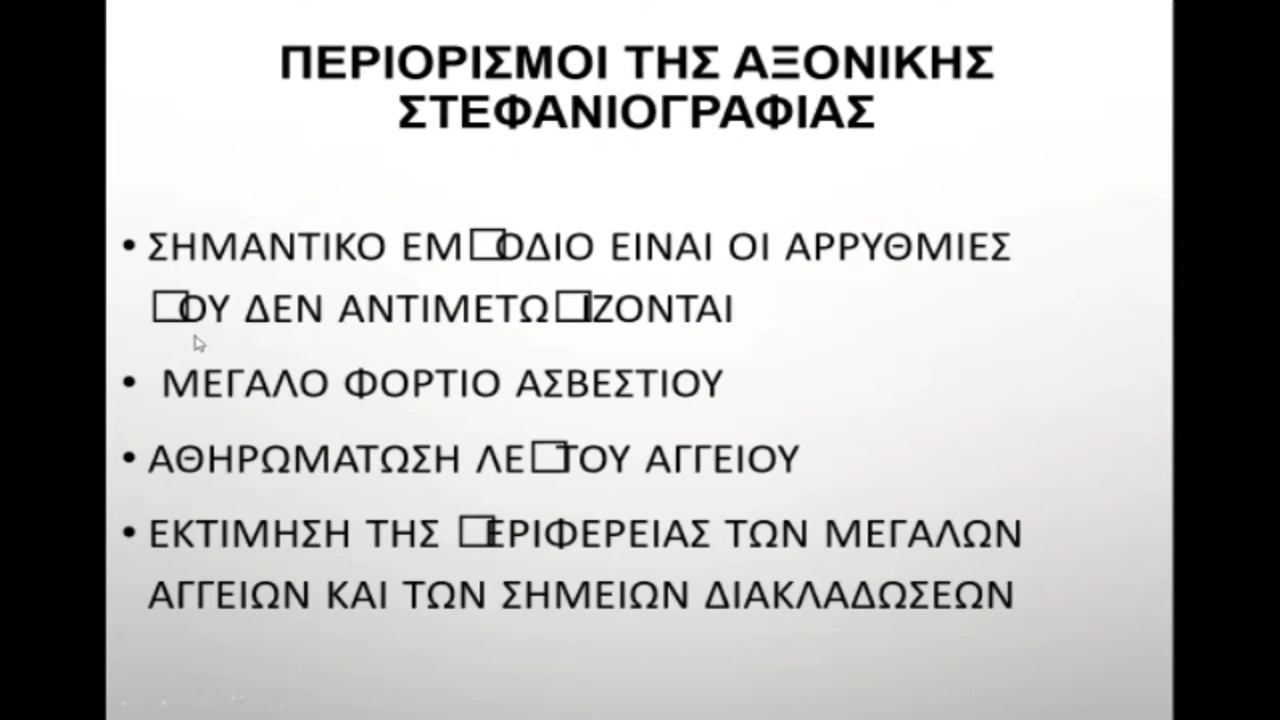 ΠΕΡΙΟΡΙΣΜΟΙ ΤΗΣ ΑΞΟΝΙΚΗΣ
ΣΤΕΦΑΝΙΟΓΡΑΦΙΑΣ
• ΣΗΜΑΝΤΙΚΟ ΕΜ□ΟΔΙΟ ΕΙΝΑΙ ΟΙ ΑΡΡΥΘΜΙΕΣ
□ΟΥ ΔΕΝ ΑΝΤΙΜΕΤΩ□ΙΖΟΝΤΑΙ
• ΜΕΓΑΛΟ ΦΟΡΤΙΟ ΑΣΒΕΣΤΙΟΥ
• ΑΘΗΡΩΜΑΤΩΣΗ ΛΕ□ΤΟΥ ΑΓΓΕΙΟΥ
• ΕΚΤΙΜΗΣΗ ΤΗΣ □ΕΡΙΦΕΡΕΙΑΣ ΤΩΝ ΜΕΓΑΛΩΝ
ΑΓΓΕΙΩΝ ΚΑΙ ΤΩΝ ΣΗΜΕΙΩΝ ΔΙΑΚΛΑΔΩΣΕΩΝ